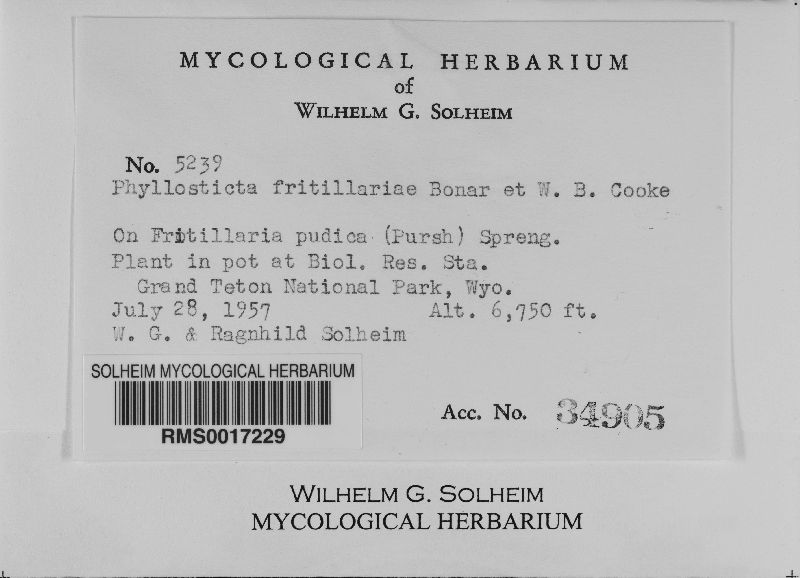 MYCOLOGICAL HERBARIUM
of
WILHELM G. SOLHEIM
No. 5239
Phyllosticta fritillariae Bonar et W. B. Cooke
On Fritillaria pudica (Pursh) Spreng.
Plant in pot at Biol. Res. Sta.
Grand Teton National Park, Wyo.
July 28, 1957 Alt. 6,750 ft.
W. G. & Ragnhild Solheim
SOLHEIM MYCOLOGICAL HERBARIUM
RMS0017229
Acc. No. 34905
WILHELM G. SOLHEIM
MYCOLOGICAL HERBARIUM